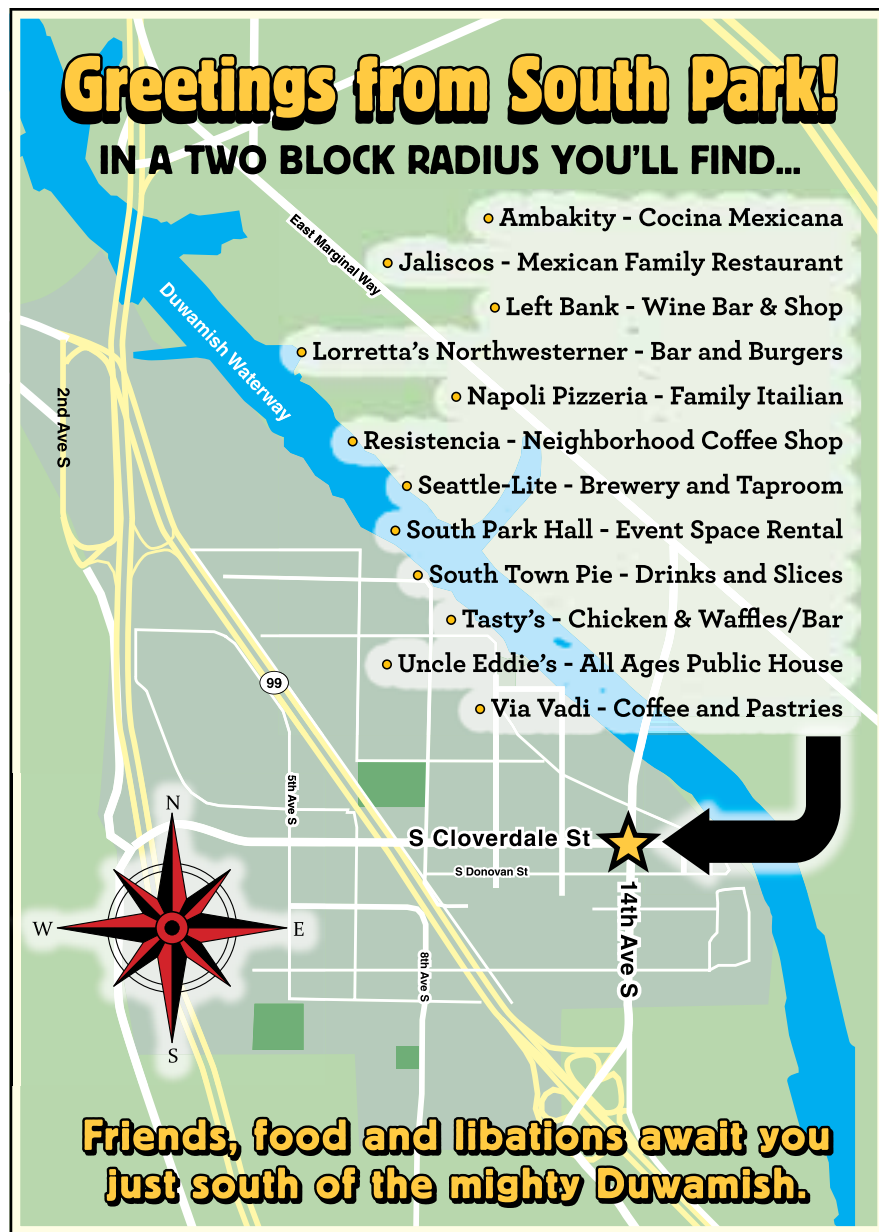 Greetings from South Park!
IN A TWO BLOCK RADIUS YOU'LL FIND...
Ambakity - Cocina Mexicana
East Marginal Way
Jaliscos - Mexican Family Restaurant
Left Bank - Wine Bar & Shop
Duwamish Waterway
Lorretta's Northwesterner - Bar and Burgers
2nd Ave S
Napoli Pizzeria - Family Itailian
Resistencia - Neighborhood Coffee Shop
Seattle-Lite - Brewery and Taproom
South Park Hall - Event Space Rental
South Town Pie - Drinks and Slices
Tasty's - Chicken & Waffles/Bar
Uncle Eddie's - All Ages Public House
99
Via Vadi - Coffee and Pastries
5th Ave S
N
S Cloverdale St
S Donovan St
14th Ave S
W
E
8th Ave S
S
Friends, food and libations await you
just south of the mighty Duwamish.